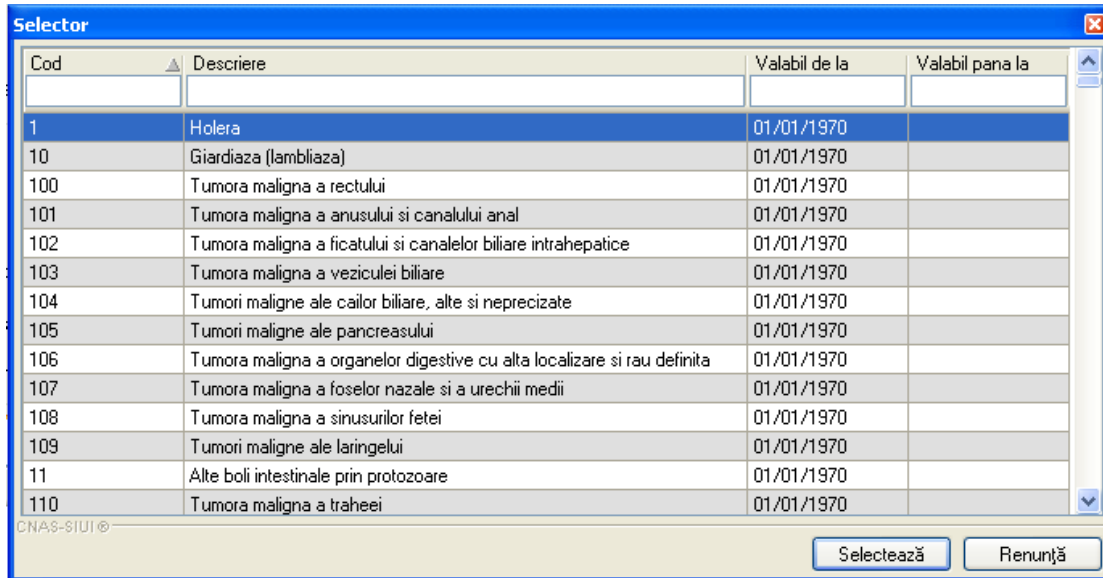 Selector
Cod Descriere Valabil de la Valabil pana la
1 Holera 01/01/1970
10 Giardiaza (lambliaza) 01/01/1970
100 Tumora maligna a rectului 01/01/1970
101 Tumora maligna a anusului si canalului anal 01/01/1970
102 Tumora maligna a ficatului si canalelor biliare intrahepatice 01/01/1970
103 Tumora maligna a veziculei biliare 01/01/1970
104 Tumori maligne ale cailor biliare, alte si neprecizate 01/01/1970
105 Tumori maligne ale pancreasului 01/01/1970
106 Tumora maligna a organelor digestive cu alta localizare si rau definita 01/01/1970
107 Tumora maligna a foselor nazale si a urechii medii 01/01/1970
108 Tumora maligna a sinusurilor fetei 01/01/1970
109 Tumori maligne ale laringelui 01/01/1970
11 Alte boli intestinale prin protozoare 01/01/1970
110 Tumora maligna a traheei 01/01/1970
CNAS-SIUI ®
Selectează Renunţă